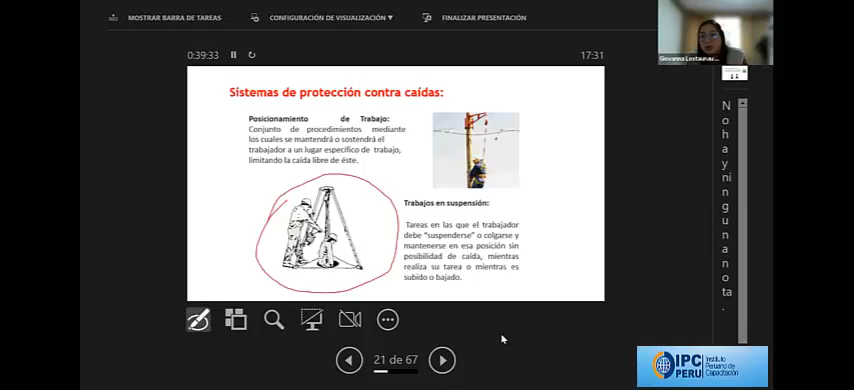 MOSTRAR BARRA DE TAREAS
CONFIGURACIÓN DE VISUALIZACIÓN ▼
FINALIZAR PRESENTACIÓN
0:39:33
17:31
Giovanna Lostaunau ...
Sistemas de protección contra caídas:
Posicionamiento de Trabajo:
Conjunto de procedimientos mediante
los cuales se mantendrá o sostendrá el
trabajador a un lugar específico de trabajo,
limitando la caída libre de éste.
Trabajos en suspensión:
Tareas en las que el trabajador
debe "suspenderse" o colgarse y
mantenerse en esa posición sin
posibilidad de caída, mientras
realiza su tarea o mientras es
subido o bajado.
N
o h
a y
ni
n g
u n
a n
o ta
.
21 de 67
IPC
PERU
Instituto
Peruano de
Capacitación